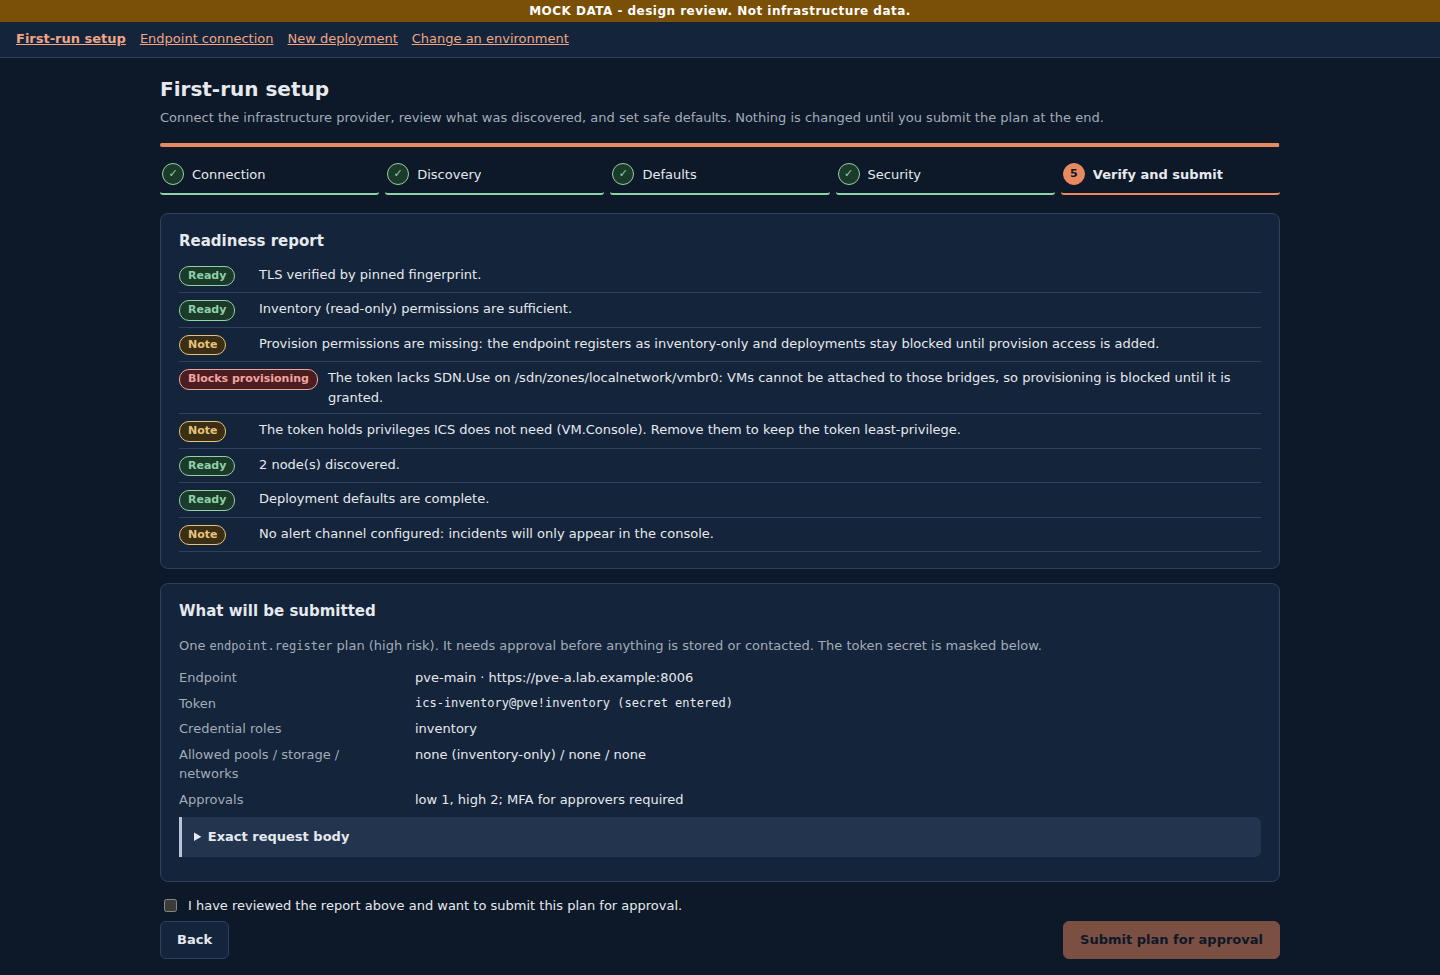 MOCK DATA - design review. Not infrastructure data.
First-run setup Endpoint connection New deployment Change an environment
First-run setup
Connect the infrastructure provider, review what was discovered, and set safe defaults. Nothing is changed until you submit the plan at the end.
✓ Connection ✓ Discovery ✓ Defaults ✓ Security 5 Verify and submit
Readiness report
Ready TLS verified by pinned fingerprint.
Ready Inventory (read-only) permissions are sufficient.
Note Provision permissions are missing: the endpoint registers as inventory-only and deployments stay blocked until provision access is added.
Blocks provisioning The token lacks SDN.Use on /sdn/zones/localnetwork/vmbr0: VMs cannot be attached to those bridges, so provisioning is blocked until it is
granted.
Note The token holds privileges ICS does not need (VM.Console). Remove them to keep the token least-privilege.
Ready 2 node(s) discovered.
Ready Deployment defaults are complete.
Note No alert channel configured: incidents will only appear in the console.
What will be submitted
One endpoint.register plan (high risk). It needs approval before anything is stored or contacted. The token secret is masked below.
Endpoint pve-main · https://pve-a.lab.example:8006
Token ics-inventory@pve!inventory (secret entered)
Credential roles inventory
Allowed pools / storage / none (inventory-only) / none / none
networks
Approvals low 1, high 2; MFA for approvers required
Exact request body
I have reviewed the report above and want to submit this plan for approval.
Back Submit plan for approval